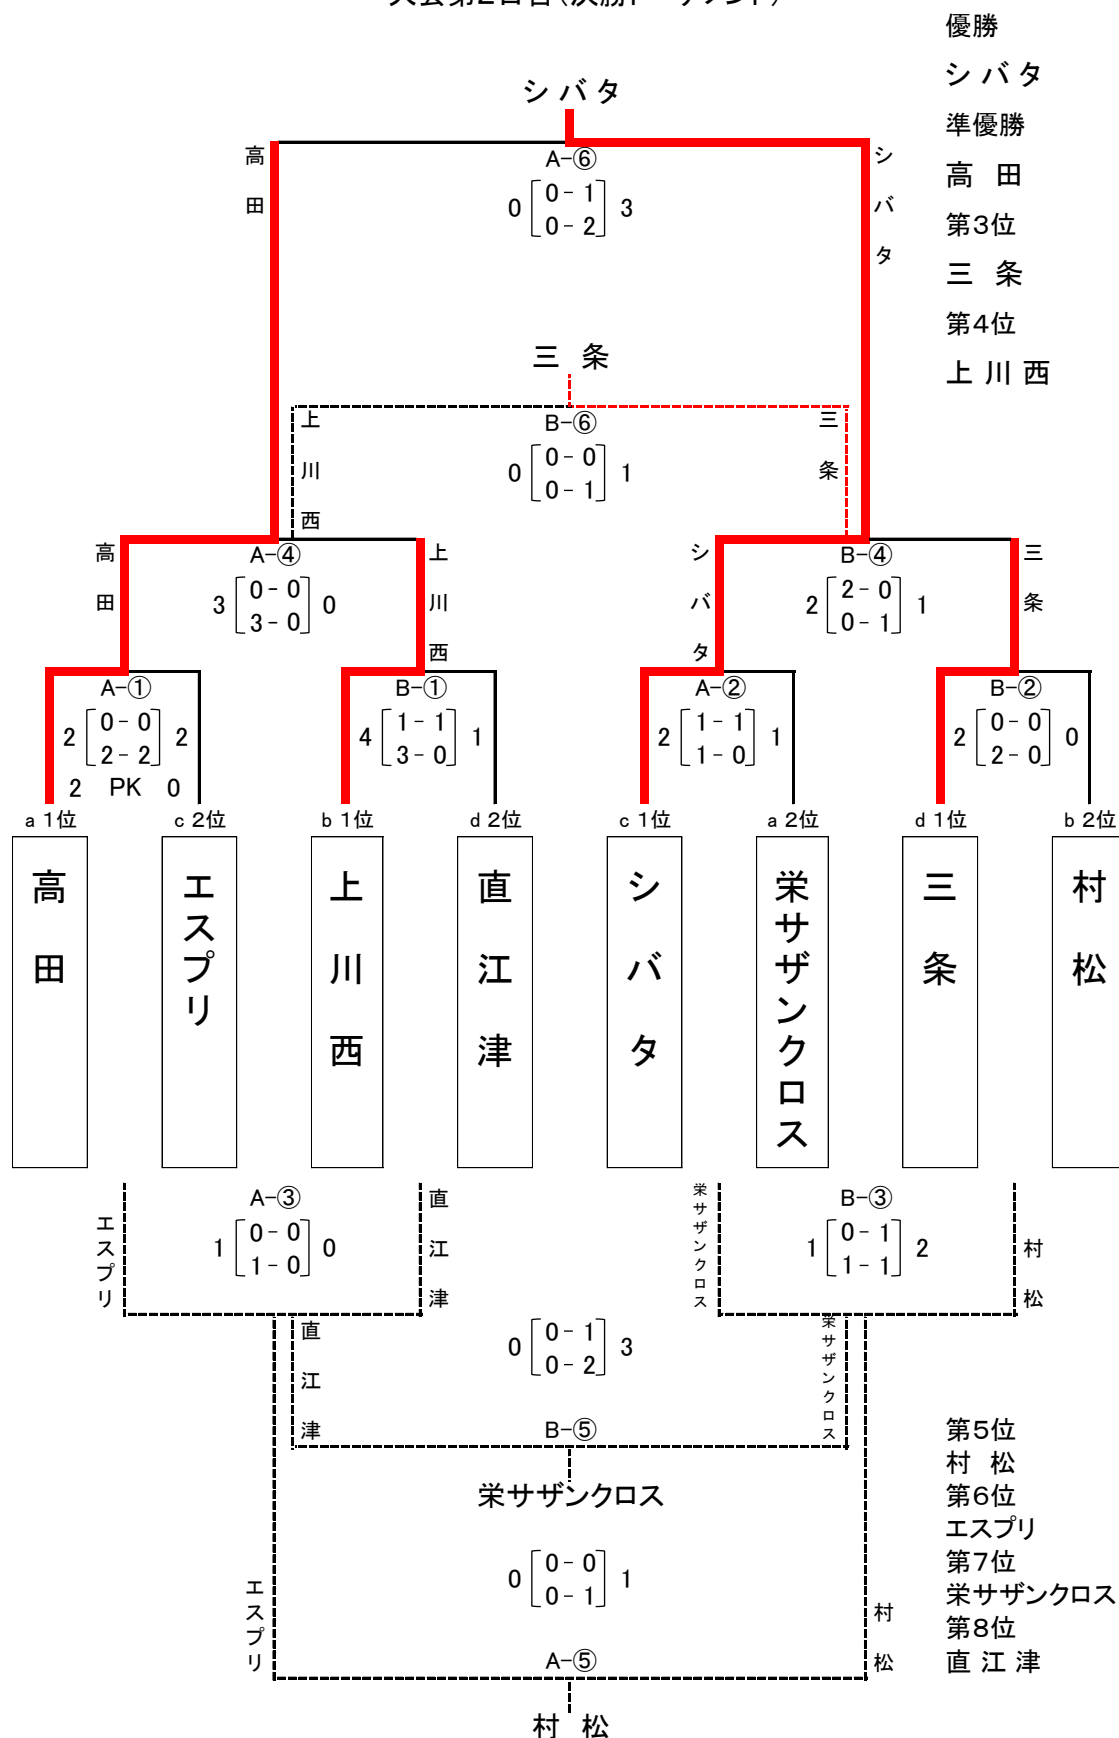 優勝
シバタ
シバタ
準優勝
高田
A-⑥
シバタ
高田
0 [0-1 0-2] 3
第3位
三条
第4位
三条
上川西
上川西
B-⑥
三条
0 [0-0 0-1] 1
高田
A-④
上川西
シバタ
B-④
三条
3 [0-0 3-0] 0
2 [2-0 0-1] 1
A-①
B-①
A-②
B-②
2 [0-0 2-2] 2
4 [1-1 3-0] 1
2 [1-1 1-0] 1
2 [0-0 2-0] 0
2 PK 0
a 1位
c 2位
b 1位
d 2位
c 1位
a 2位
d 1位
b 2位
高田
エスプリ
上川西
直江津
シバタ
栄サザンクロス
三条
村松
エスプリ
A-③
直江津
栄サザンクロス
B-③
村松
1 [0-0 1-0] 0
1 [0-1 1-1] 2
直江津
0 [0-1 0-2] 3
栄サザンクロス
B-⑤
栄サザンクロス
第5位
村松
第6位
エスプリ
第7位
栄サザンクロス
第8位
直江津
0 [0-0 0-1] 1
エスプリ
村松
A-⑤
村松